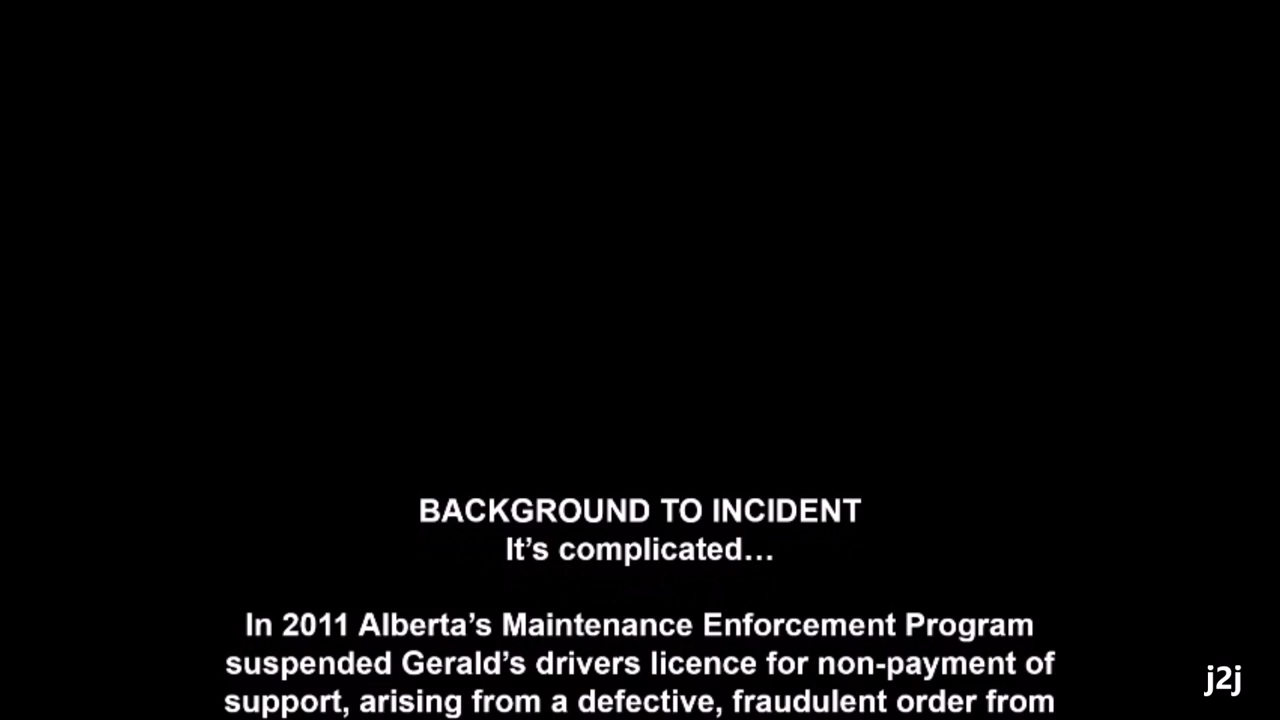 BACKGROUND TO INCIDENT
It’s complicated…
In 2011 Alberta’s Maintenance Enforcement Program
suspended Gerald’s drivers licence for non-payment of
support, arising from a defective, fraudulent order from
j2j